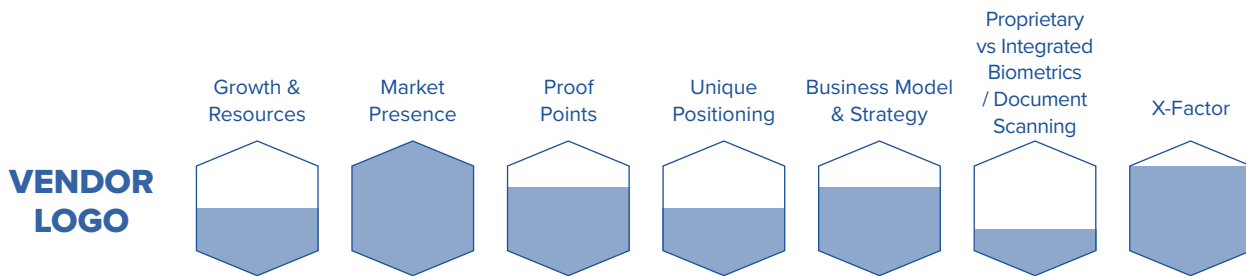 VENDOR
LOGO
Growth &
Resources
Market
Presence
Proof
Points
Unique
Positioning
Business Model
& Strategy
Proprietary
vs Integrated
Biometrics
/ Document
Scanning
X-Factor